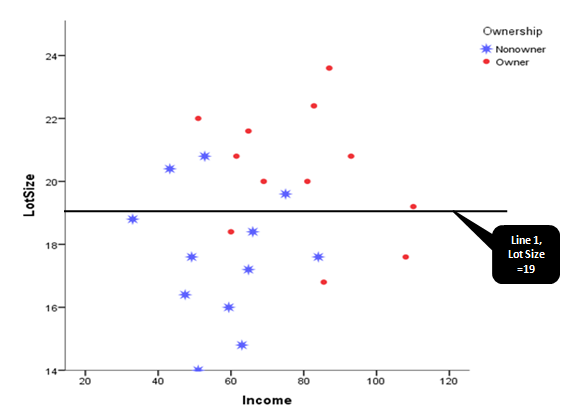 Ownership
Nonowner
Owner
24
22
20
18
16
14
LotSize
Line 1,
Lot Size
=19
20
40
60
80
100
120
Income